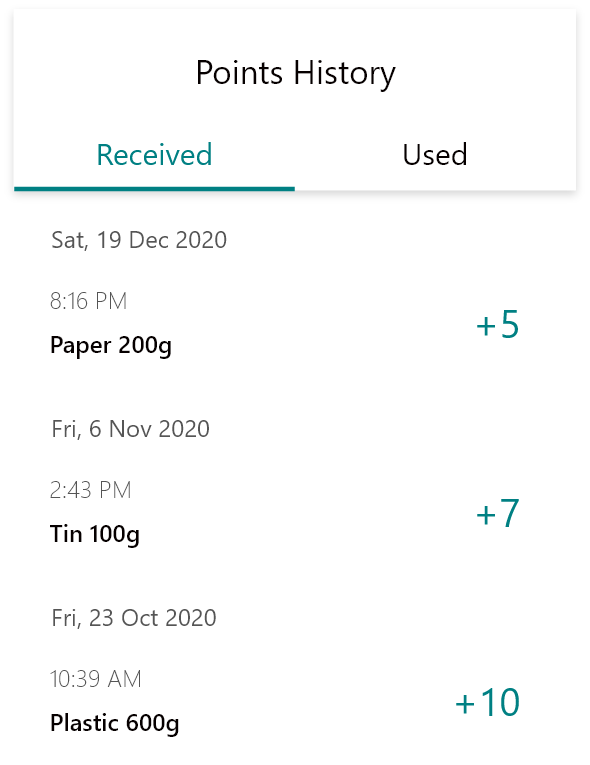 Points History
Received Used
Sat, 19 Dec 2020
8:16 PM
Paper 200g
+5
Fri, 6 Nov 2020
2:43 PM
Tin 100g
+7
Fri, 23 Oct 2020
10:39 AM
Plastic 600g
+10